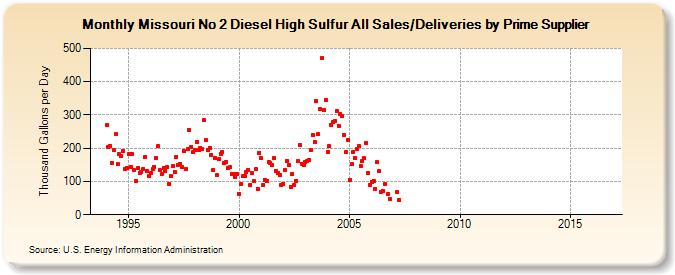 Monthly Missouri No 2 Diesel High Sulfur All Sales/Deliveries by Prime Supplier
Thousand Gallons per Day
500
400
300
200
100
0
1995 2000 2005 2010 2015
Source: U.S. Energy Information Administration